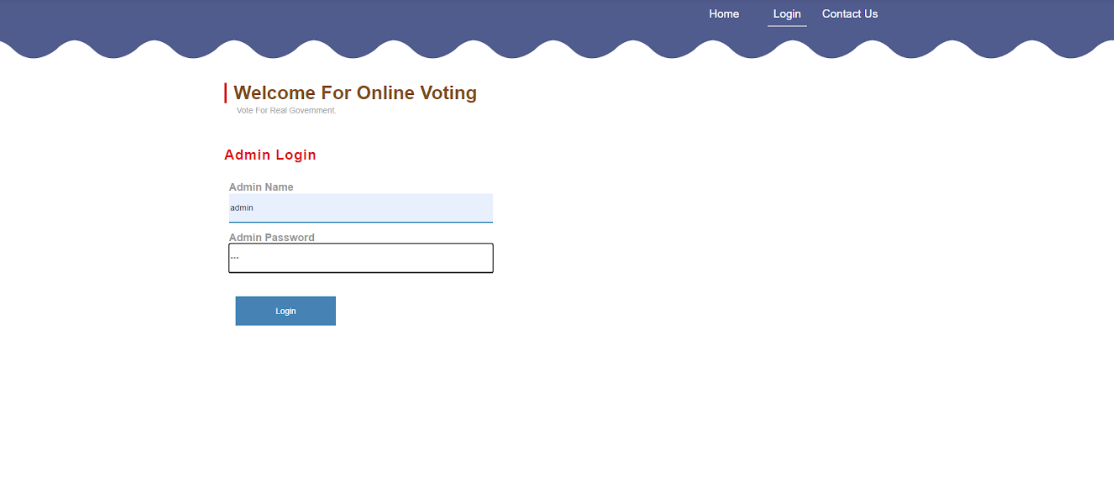 Home Login Contact Us
Welcome For Online Voting
Vote For Real Government.
Admin Login
Admin Name
admin
Admin Password
•••
Login